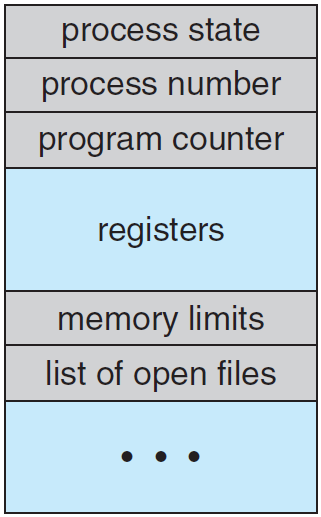 process state
process number
program counter
registers
memory limits
list of open files
• • •